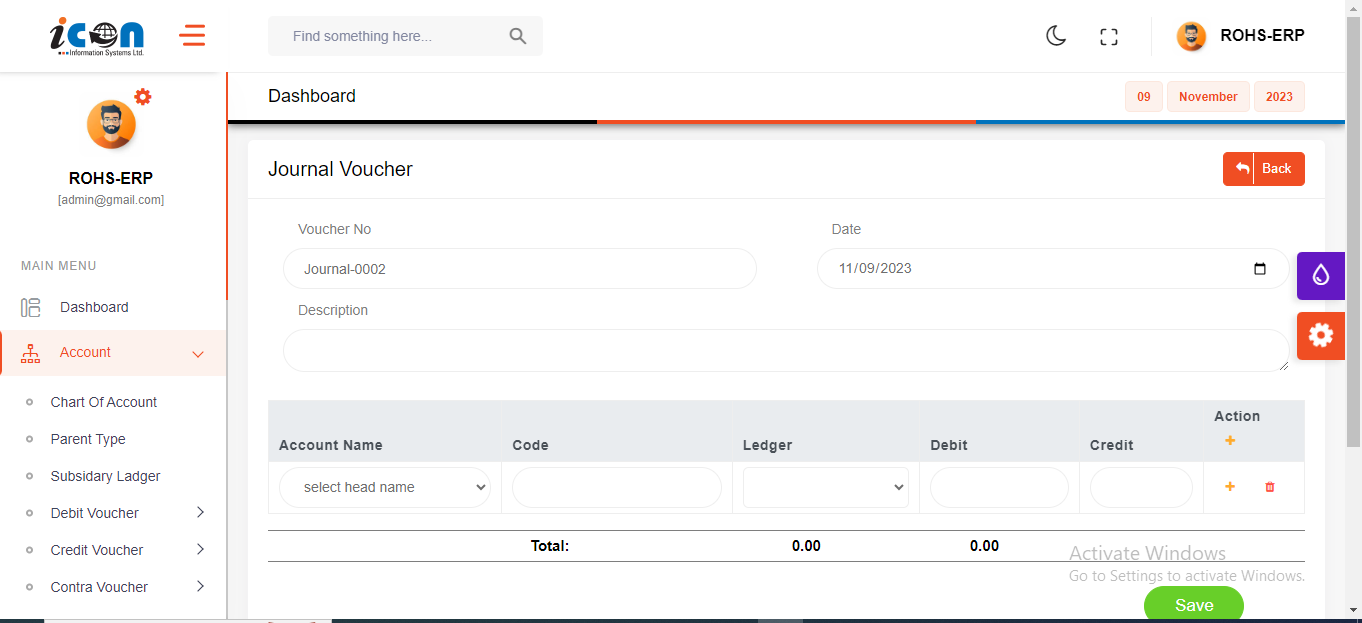 icon
Information Systems Ltd.
Find something here...
ROHS-ERP
ROHS-ERP
[admin@gmail.com]
MAIN MENU
Dashboard
Account
Chart Of Account
Parent Type
Subsidary Ladger
Debit Voucher
Credit Voucher
Contra Voucher
Dashboard
09 November 2023
Journal Voucher
Back
Voucher No Date
Journal-0002 11/09/2023
Description
Account Name Code Ledger Debit Credit Action
select head name
Total: 0.00 0.00
Activate Windows
Go to Settings to activate Windows.
Save